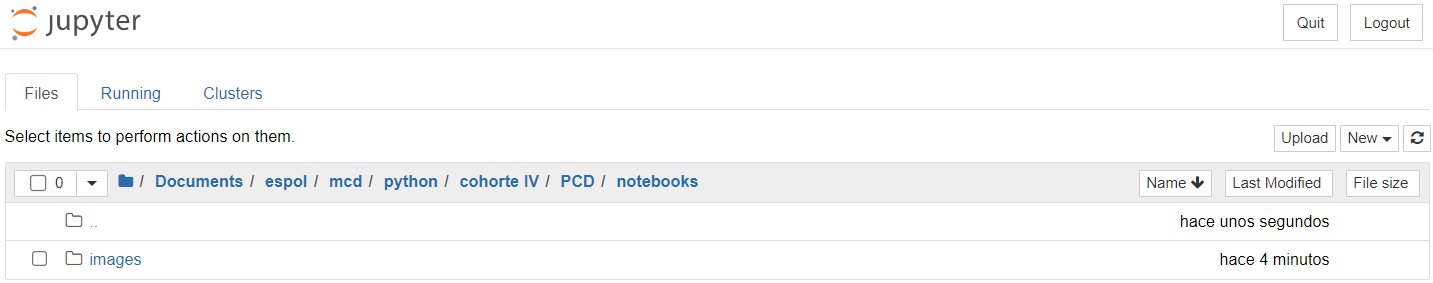 jupyter Quit Logout
Files Running Clusters
Select items to perform actions on them. Upload New
0 / Documents / espol / mcd / python / cohorte IV / PCD / notebooks Name Last Modified File size
.. hace unos segundos
images hace 4 minutos